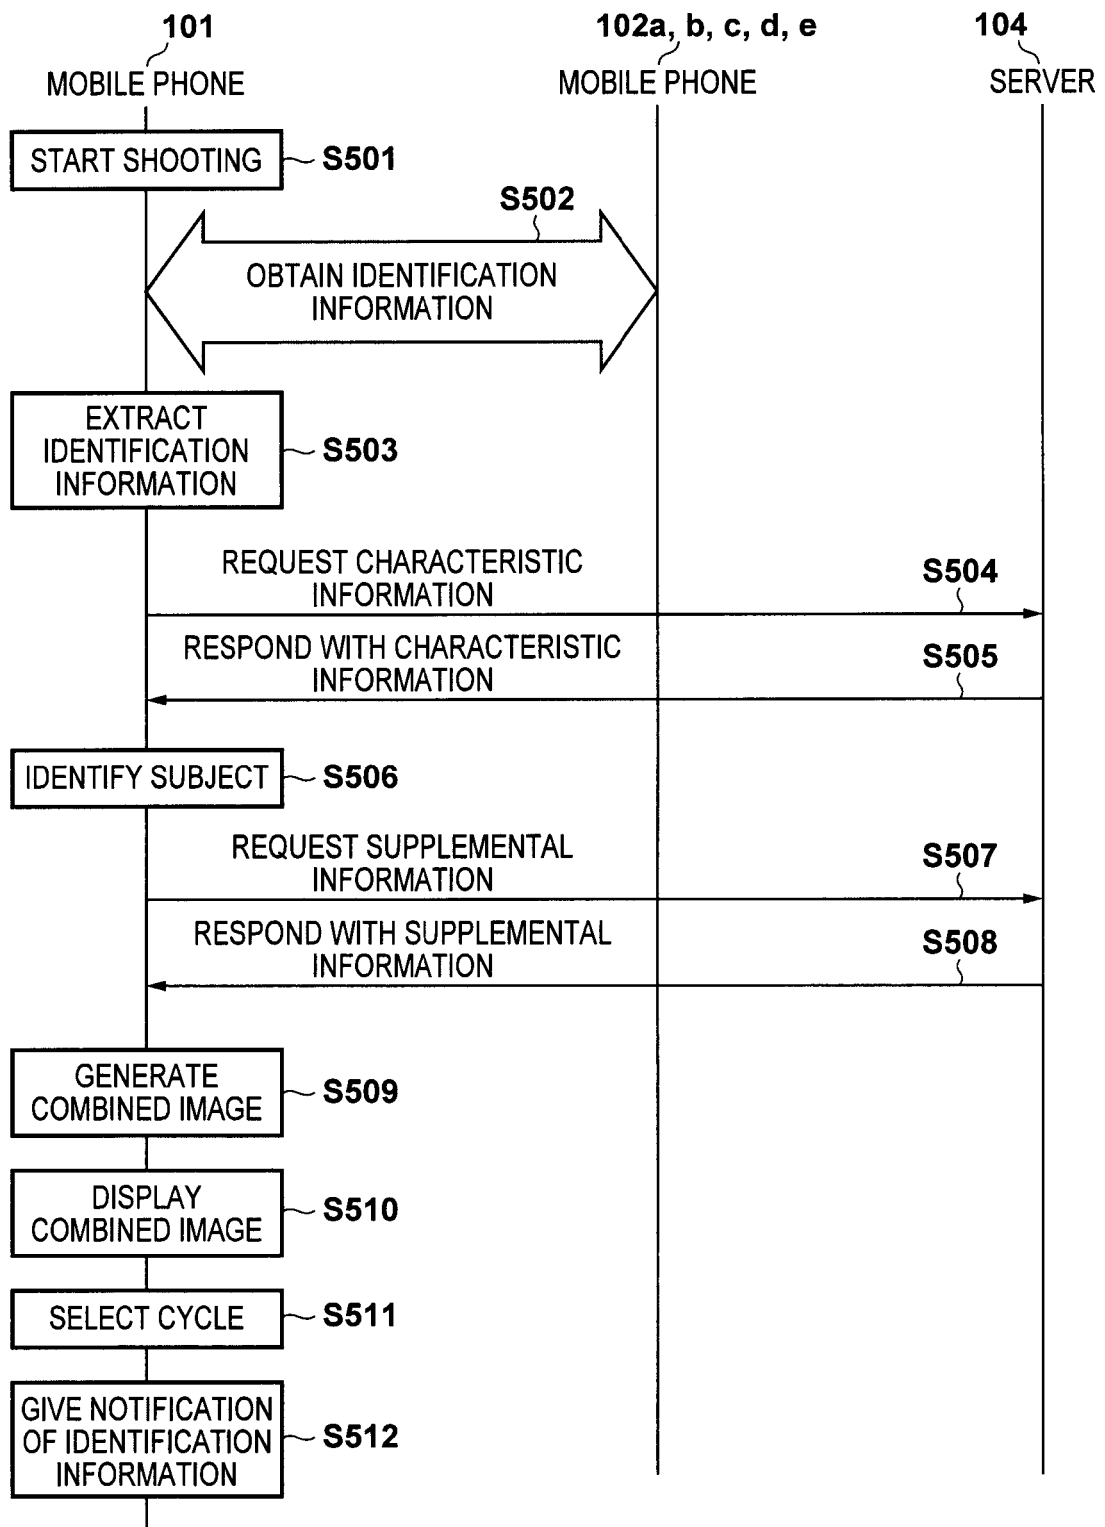 101
102a, b, c, d, e
104
MOBILE PHONE
MOBILE PHONE
SERVER
START SHOOTING
S501
S502
OBTAIN IDENTIFICATION
INFORMATION
EXTRACT
IDENTIFICATION
INFORMATION
S503
REQUEST CHARACTERISTIC
INFORMATION
S504
RESPOND WITH CHARACTERISTIC
INFORMATION
S505
IDENTIFY SUBJECT
S506
REQUEST SUPPLEMENTAL
INFORMATION
S507
RESPOND WITH SUPPLEMENTAL
INFORMATION
S508
GENERATE
COMBINED IMAGE
S509
DISPLAY
COMBINED IMAGE
S510
SELECT CYCLE
S511
GIVE NOTIFICATION
OF IDENTIFICATION
INFORMATION
S512